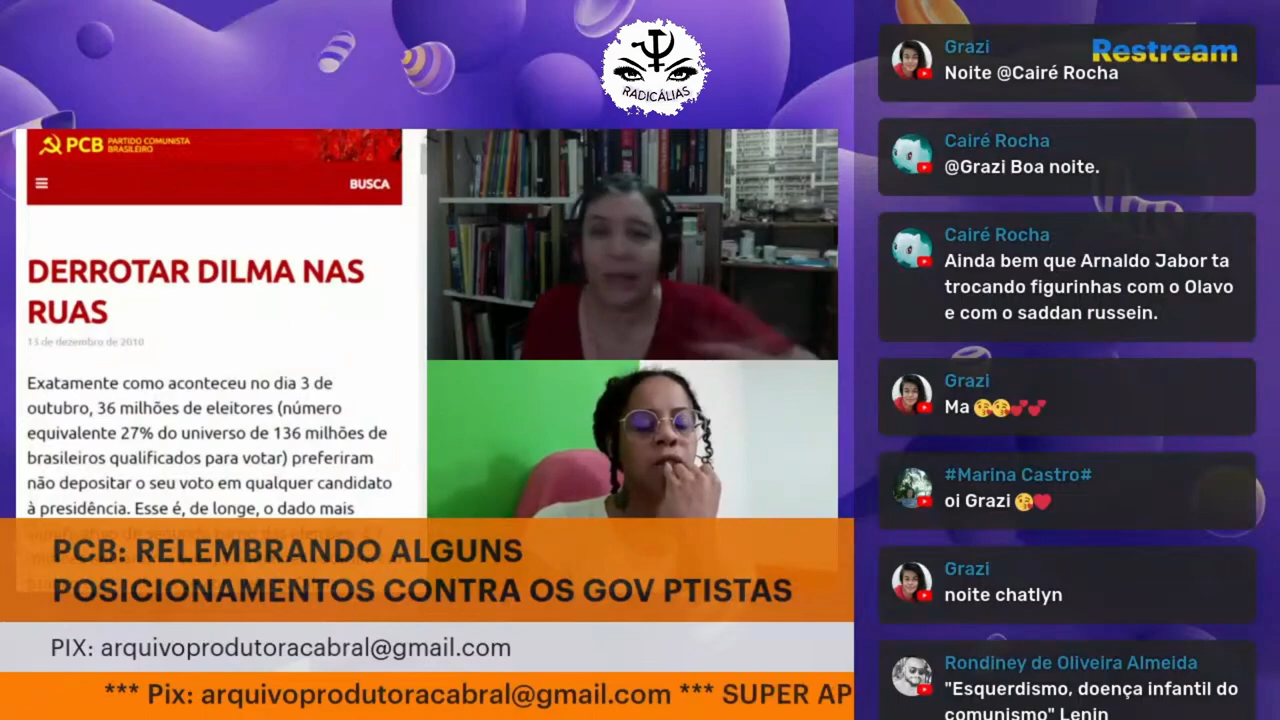 RADICÁLIAS
PCB PARTIDO COMUNISTA
BRASILEIRO
BUSCA
DERROTAR DILMA NAS
RUAS
13 de dezembro de 2010
Exatamente como aconteceu no dia 3 de
outubro, 36 milhões de eleitores (número
equivalente 27% do universo de 136 milhões de
brasileiros qualificados para votar) preferiram
não depositar o seu voto em qualquer candidato
à presidência. Esse é, de longe, o dado mais
PCB: RELEMBRANDO ALGUNS
POSICIONAMENTOS CONTRA OS GOV PTISTAS
PIX: arquivoprodutoracabral@gmail.com
*** Pix: arquivoprodutoracabral@gmail.com *** SUPER AP
Restream
Grazi
Noite @Cairé Rocha
Cairé Rocha
@Grazi Boa noite.
Cairé Rocha
Ainda bem que Arnaldo Jabor ta
trocando figurinhas com o Olavo
e com o saddan russein.
Grazi
Ma 😘😘💕💕
#Marina Castro#
oi Grazi 😘❤️
Grazi
noite chatlyn
Rondiney de Oliveira Almeida
"Esquerdismo, doença infantil do
comunismo" Lenin